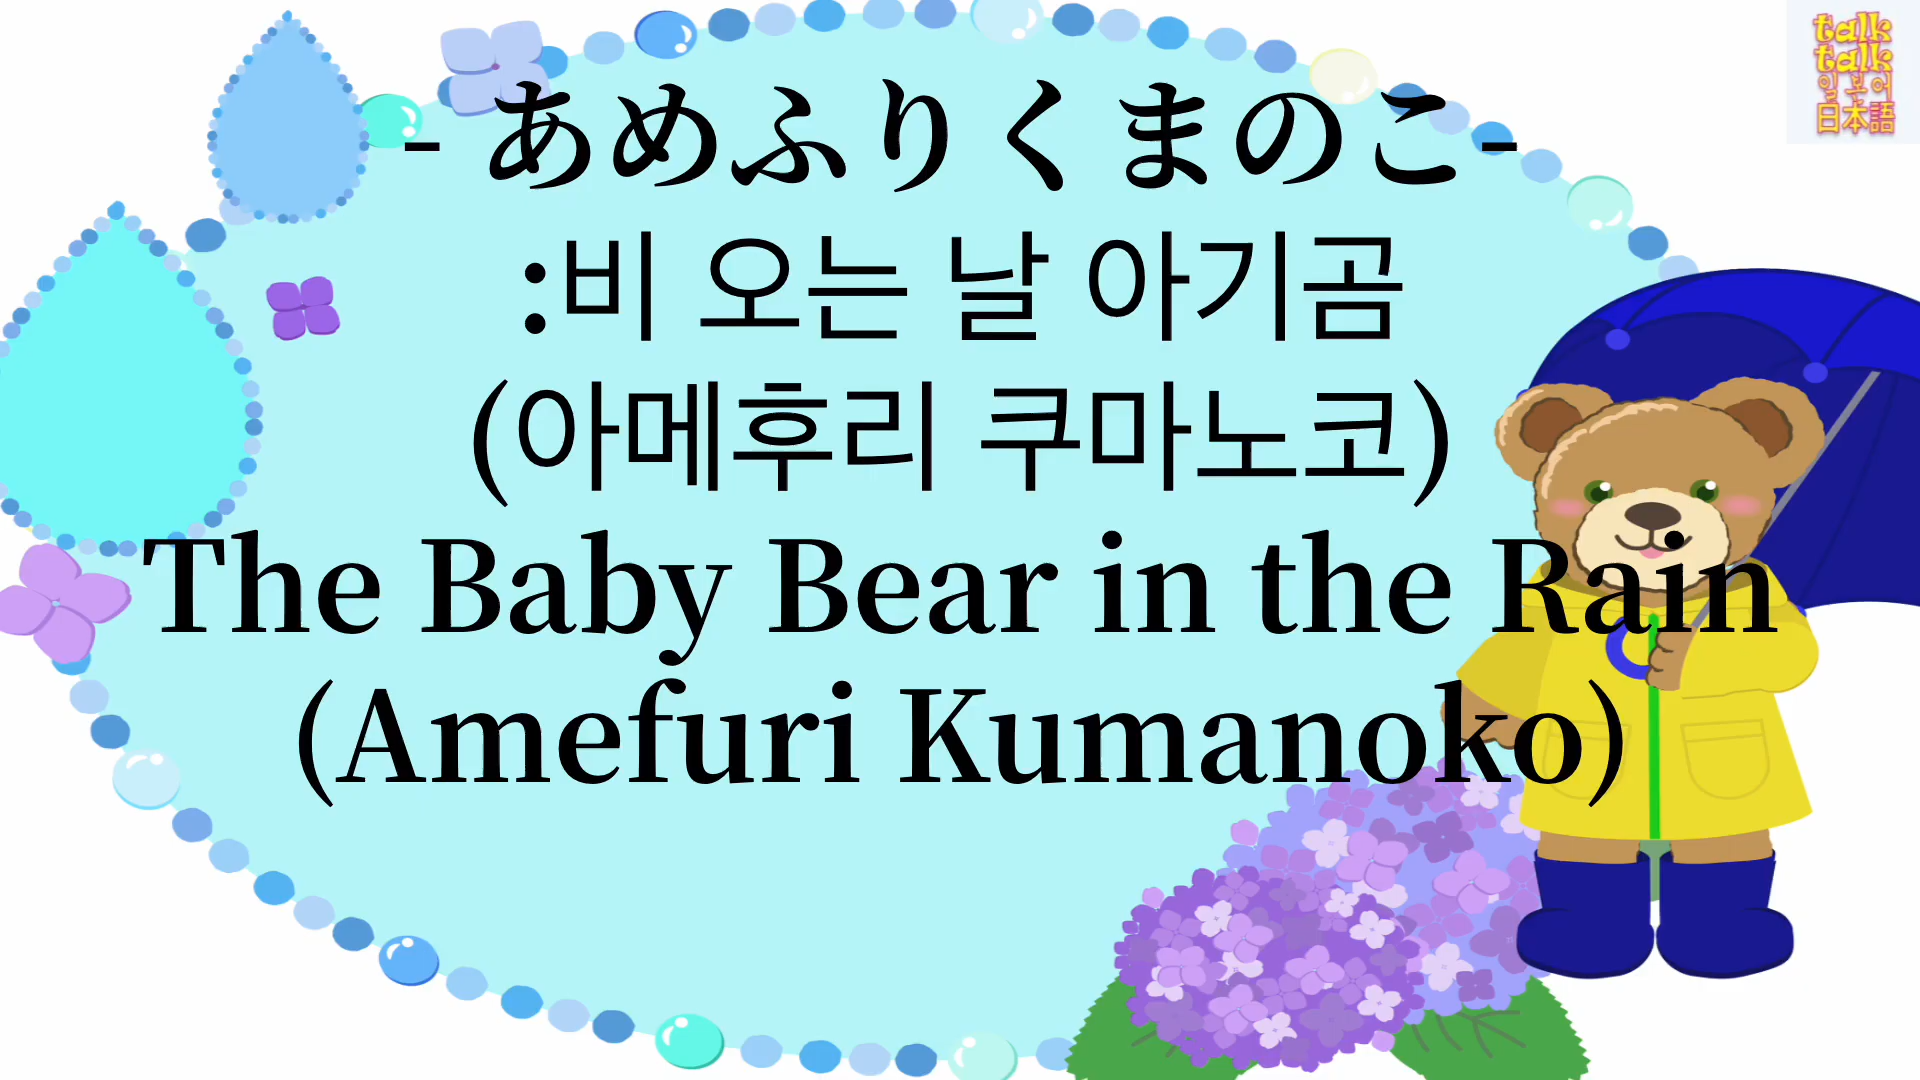 - あめふりくまのこ-
:비 오는 날 아기곰
(아메후리 쿠마노코)
The Baby Bear in the Rain
(Amefuri Kumanoko)
talk
talk
일본어
日本語